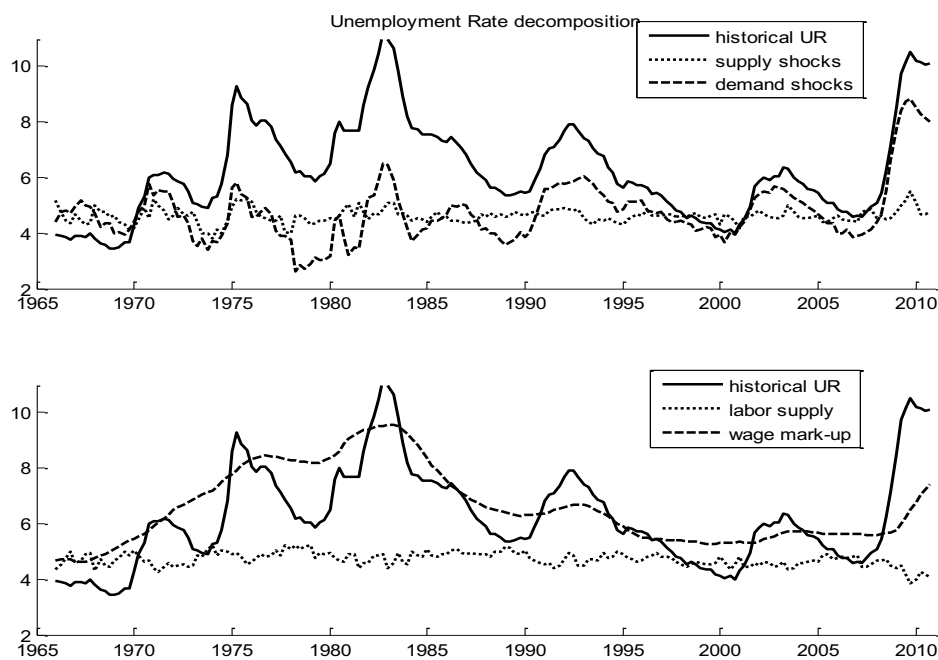 Unemployment Rate decomposition
historical UR
supply shocks
demand shocks
10
8
6
4
2
1965 1970 1975 1980 1985 1990 1995 2000 2005 2010
historical UR
labor supply
wage mark-up
10
8
6
4
2
1965 1970 1975 1980 1985 1990 1995 2000 2005 2010